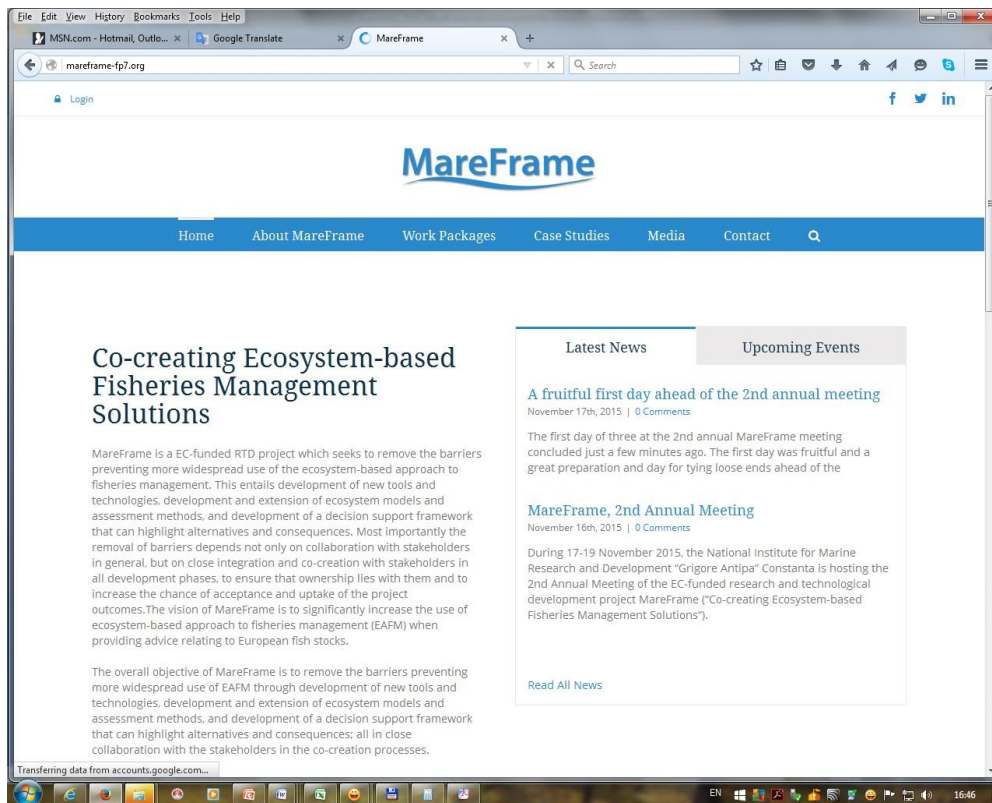 File Edit View History Bookmarks Tools Help
MSN.com - Hotmail, Outlo... Google Translate MareFrame
mareframe-fp7.org Search
Login
MareFrame
Home About MareFrame Work Packages Case Studies Media Contact
Co-creating Ecosystem-based
Fisheries Management
Solutions
MareFrame is a EC-funded RTD project which seeks to remove the barriers
preventing more widespread use of the ecosystem-based approach to
fisheries management. This entails development of new tools and
technologies, development and extension of ecosystem models and
assessment methods, and development of a decision support framework
that can highlight alternatives and consequences. Most importantly the
removal of barriers depends not only on collaboration with stakeholders
in general, but on close integration and co-creation with stakeholders in
all development phases, to ensure that ownership lies with them and to
increase the chance of acceptance and uptake of the project
outcomes.The vision of MareFrame is to significantly increase the use of
ecosystem-based approach to fisheries management (EAFM) when
providing advice relating to European fish stocks.
The overall objective of MareFrame is to remove the barriers preventing
more widespread use of EAFM through development of new tools and
technologies, development and extension of ecosystem models and
assessment methods, and development of a decision support framework
that can highlight alternatives and consequences; all in close
collaboration with the stakeholders in the co-creation processes.
Latest News Upcoming Events
A fruitful first day ahead of the 2nd annual meeting
November 17th, 2015 | 0 Comments
The first day of three at the 2nd annual MareFrame meeting
concluded just a few minutes ago. The first day was fruitful and a
great preparation and day for tying loose ends ahead of the
MareFrame, 2nd Annual Meeting
November 16th, 2015 | 0 Comments
During 17-19 November 2015, the National Institute for Marine
Research and Development “Grigore Antipa” Constanta is hosting the
2nd Annual Meeting of the EC-funded research and technological
development project MareFrame (“Co-creating Ecosystem-based
Fisheries Management Solutions”).
Read All News
Transferring data from accounts.google.com...
EN 16:46